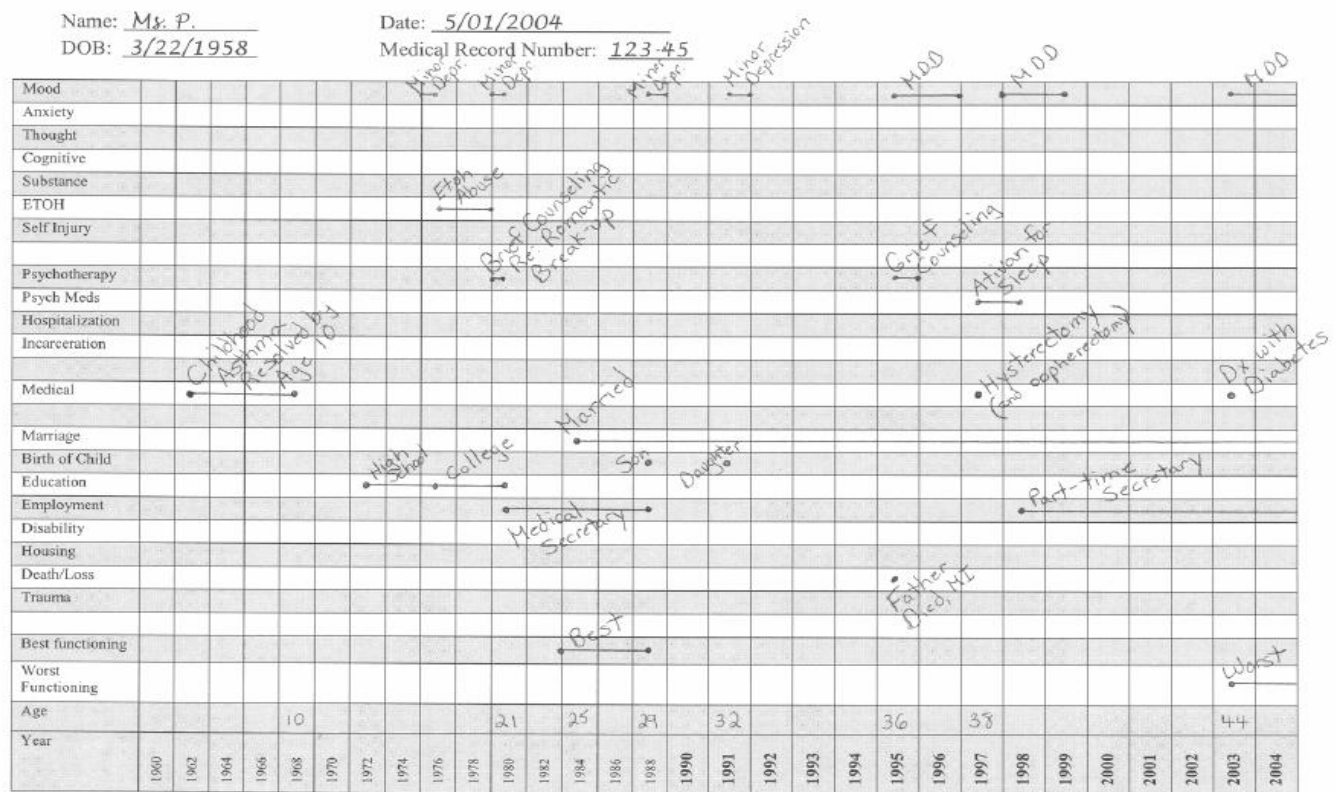 Name: Ms. P.
Date: 5/01/2004
DOB: 3/22/1958
Medical Record Number: 123-45
Minor Depr.
Minor Depr.
Minor Depr.
Minor Depression
MDD
MDD
MDD
Mood
Anxiety
Thought
Cognitive
Substance
Etoh Abuse
ETOH
Self Injury
Brief Counseling
Re: Romantic
Break-up
Grief
Counseling
Psychotherapy
Ativan for
Sleep
Psych Meds
Hospitalization
Incarceration
Childhood
Asthma
Resolved by
Age 10
Hysterectomy
(and oopherectomy)
Dx with
Diabetes
Medical
Married
Marriage
Birth of Child
Son
Daughter
High
School
College
Education
Employment
Medical
Secretary
Part-time
Secretary
Disability
Housing
Death/Loss
Father
Died, MI
Trauma
Best functioning
Best
Worst
Functioning
Worst
Age
10 21 25 29 32 36 38 44
Year
1960 1962 1964 1966 1968 1970 1972 1974 1976 1978 1980 1982 1984 1986 1988 1990 1991 1992 1993 1994 1995 1996 1997 1998 1999 2000 2001 2002 2003 2004